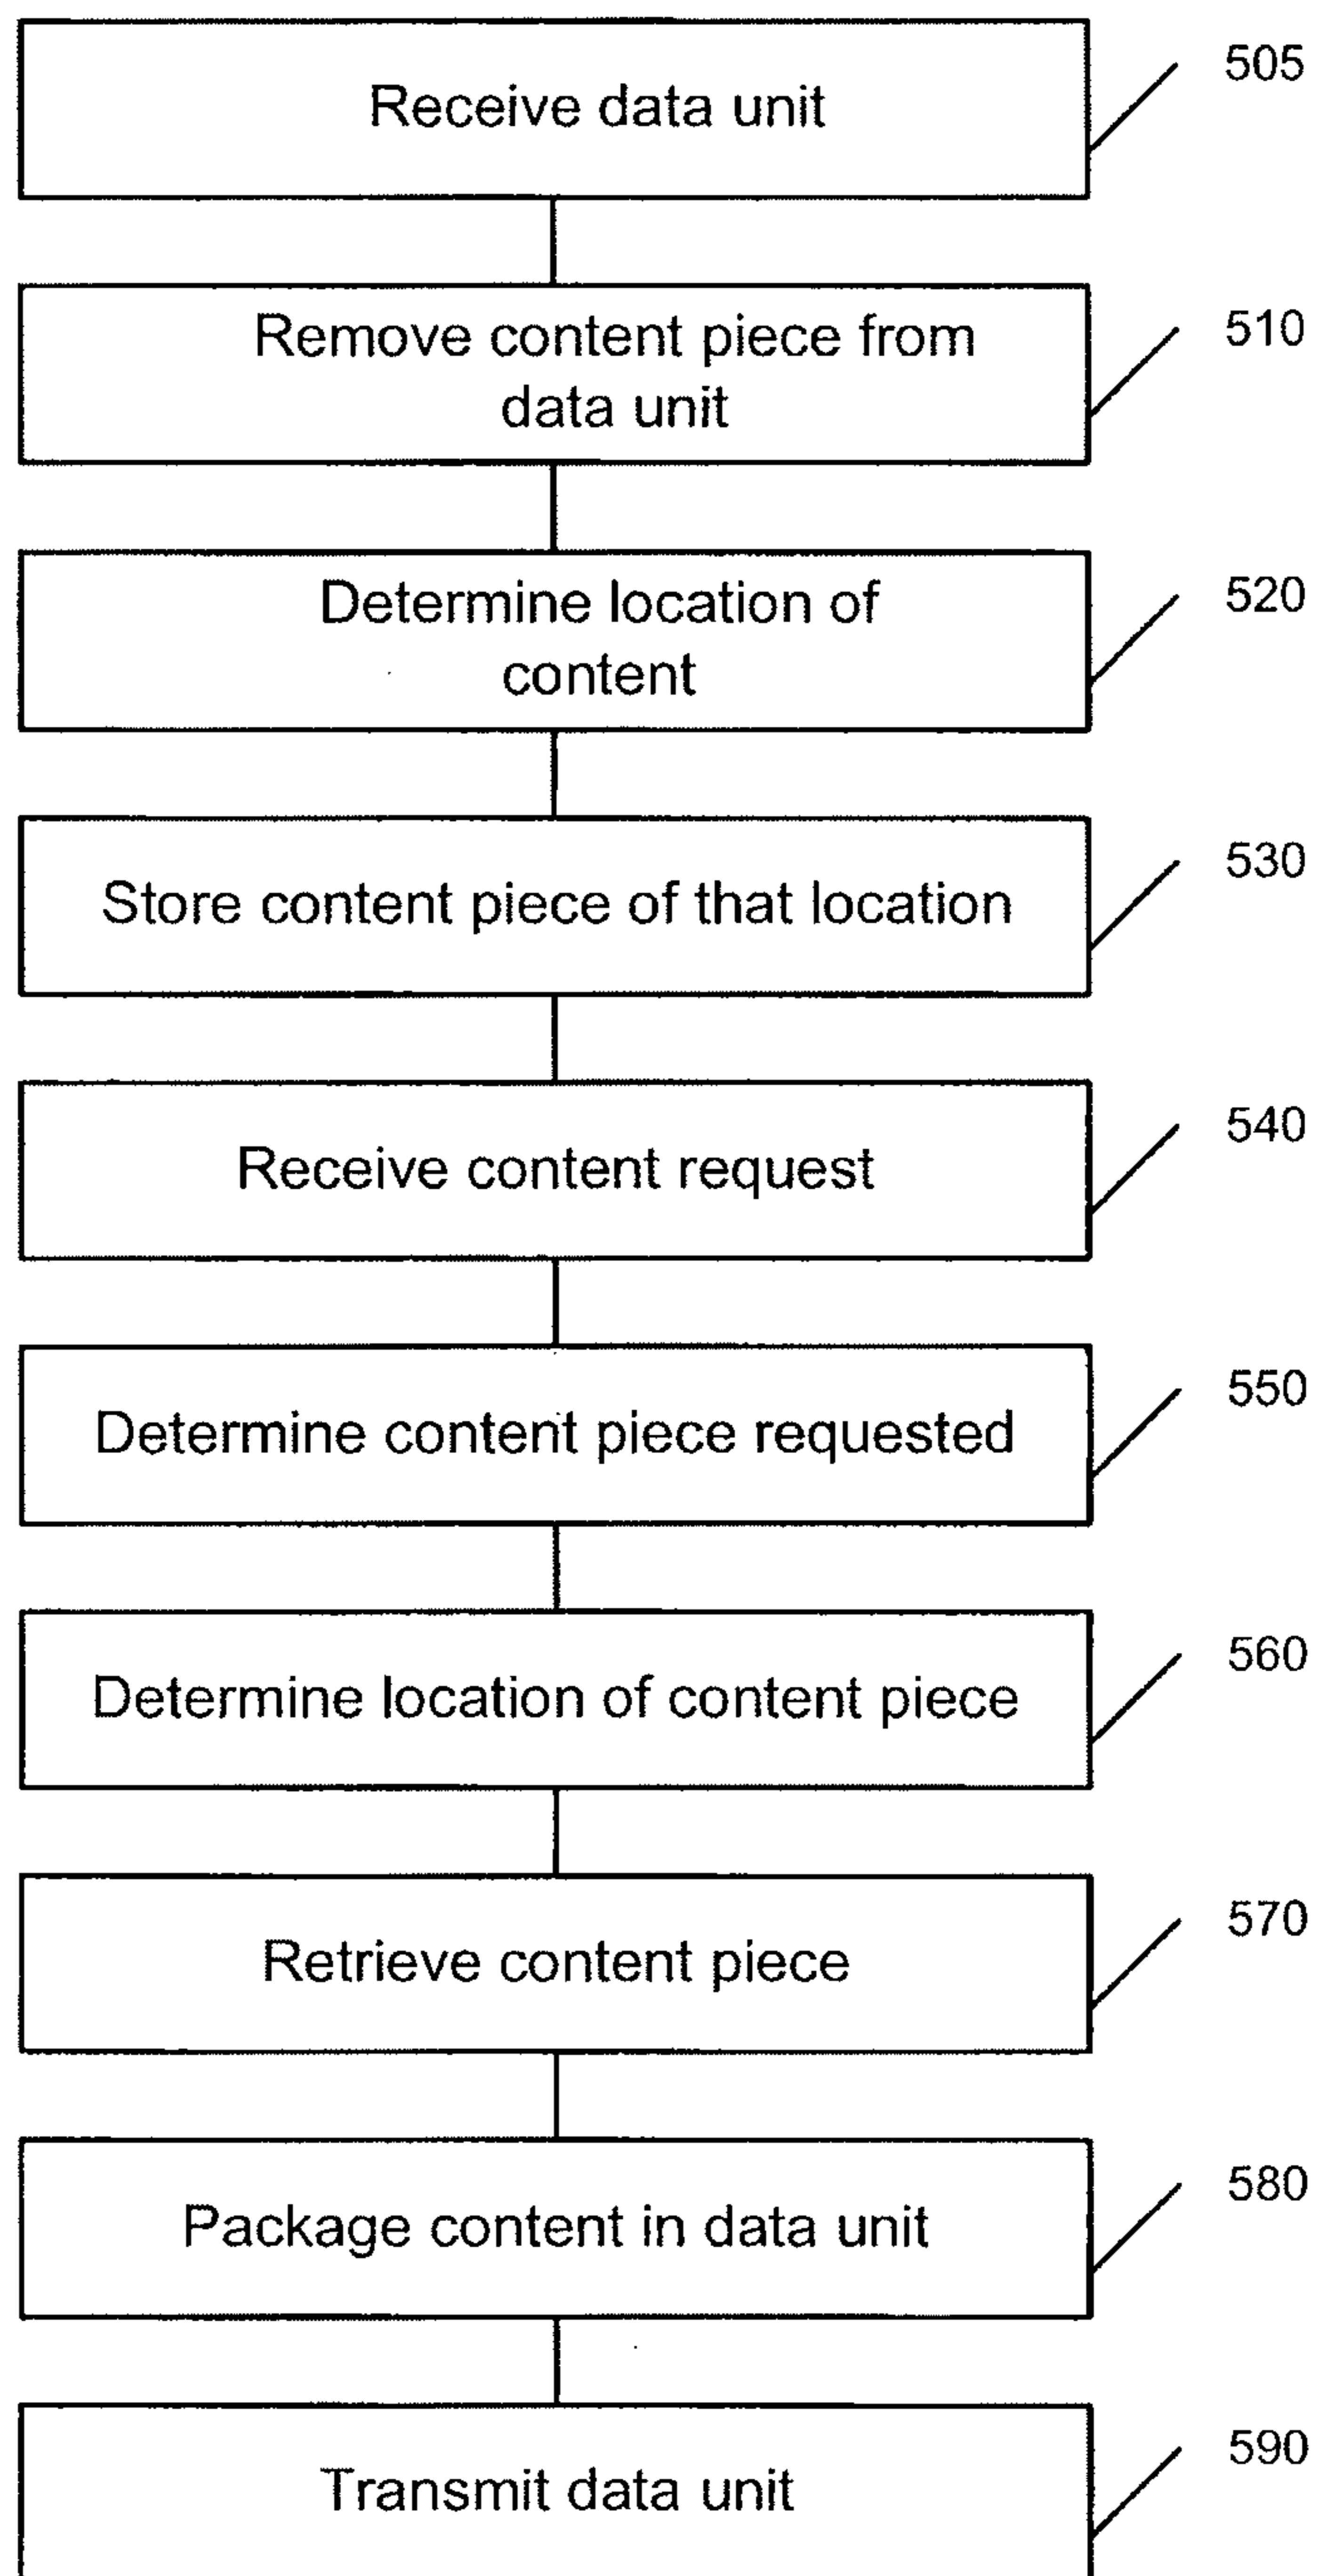 Receive data unit
505
Remove content piece from
data unit
510
Determine location of
content
520
Store content piece of that location
530
Receive content request
540
Determine content piece requested
550
Determine location of content piece
560
Retrieve content piece
570
Package content in data unit
580
Transmit data unit
590